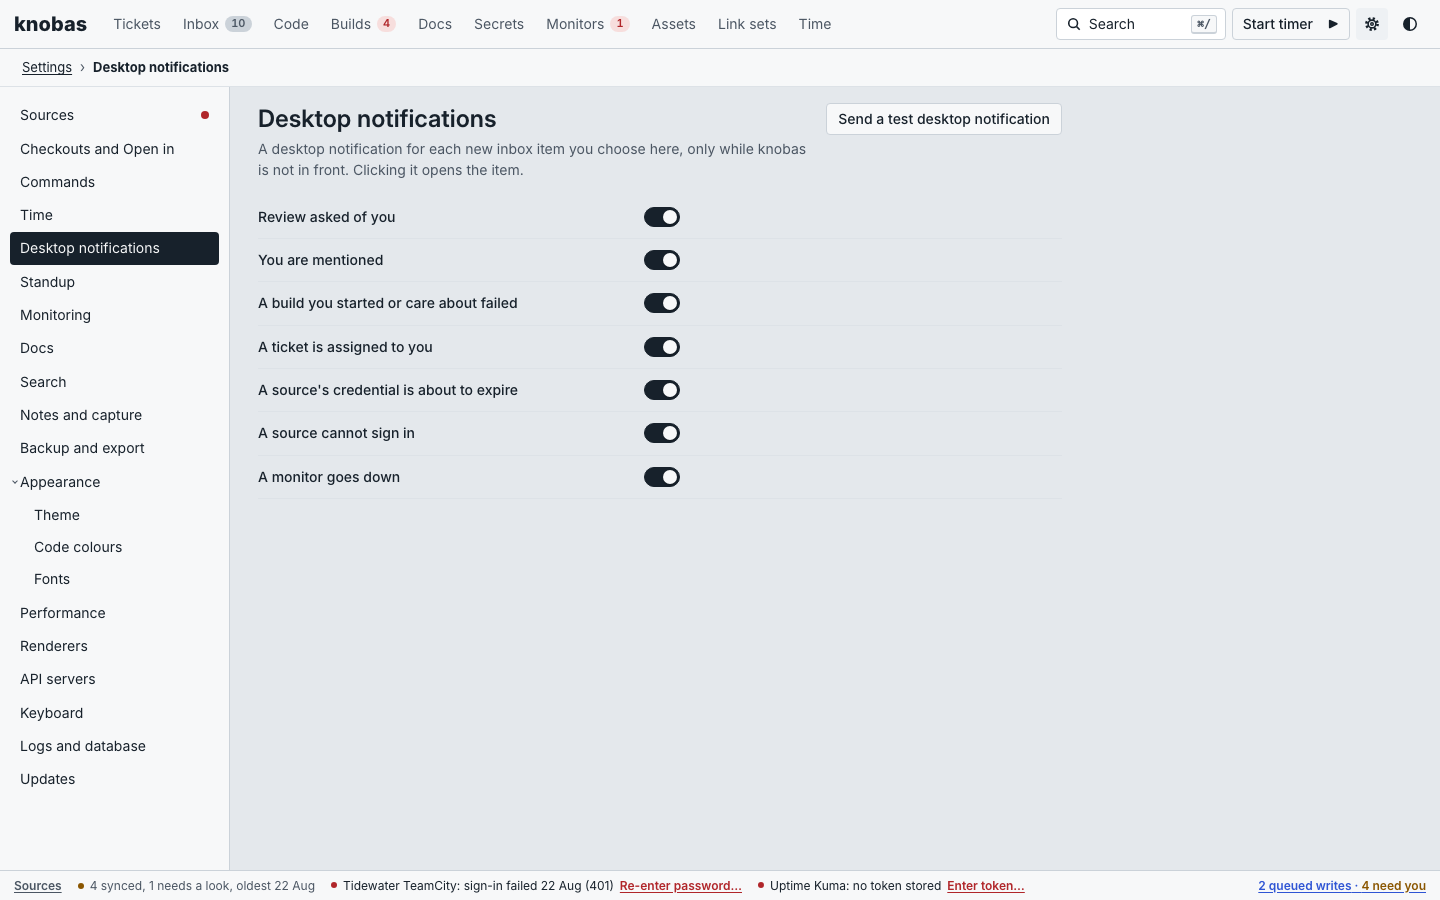 knobas Tickets Inbox 10 Code Builds 4 Docs Secrets Monitors 1 Assets Link sets Time Search ⌘/ Start timer
Settings › Desktop notifications
Sources
Checkouts and Open in
Commands
Time
Desktop notifications
Standup
Monitoring
Docs
Search
Notes and capture
Backup and export
Appearance
Theme
Code colours
Fonts
Performance
Renderers
API servers
Keyboard
Logs and database
Updates
Desktop notifications
Send a test desktop notification
A desktop notification for each new inbox item you choose here, only while knobas
is not in front. Clicking it opens the item.
Review asked of you
You are mentioned
A build you started or care about failed
A ticket is assigned to you
A source's credential is about to expire
A source cannot sign in
A monitor goes down
Sources 4 synced, 1 needs a look, oldest 22 Aug Tidewater TeamCity: sign-in failed 22 Aug (401) Re-enter password... Uptime Kuma: no token stored Enter token... 2 queued writes · 4 need you